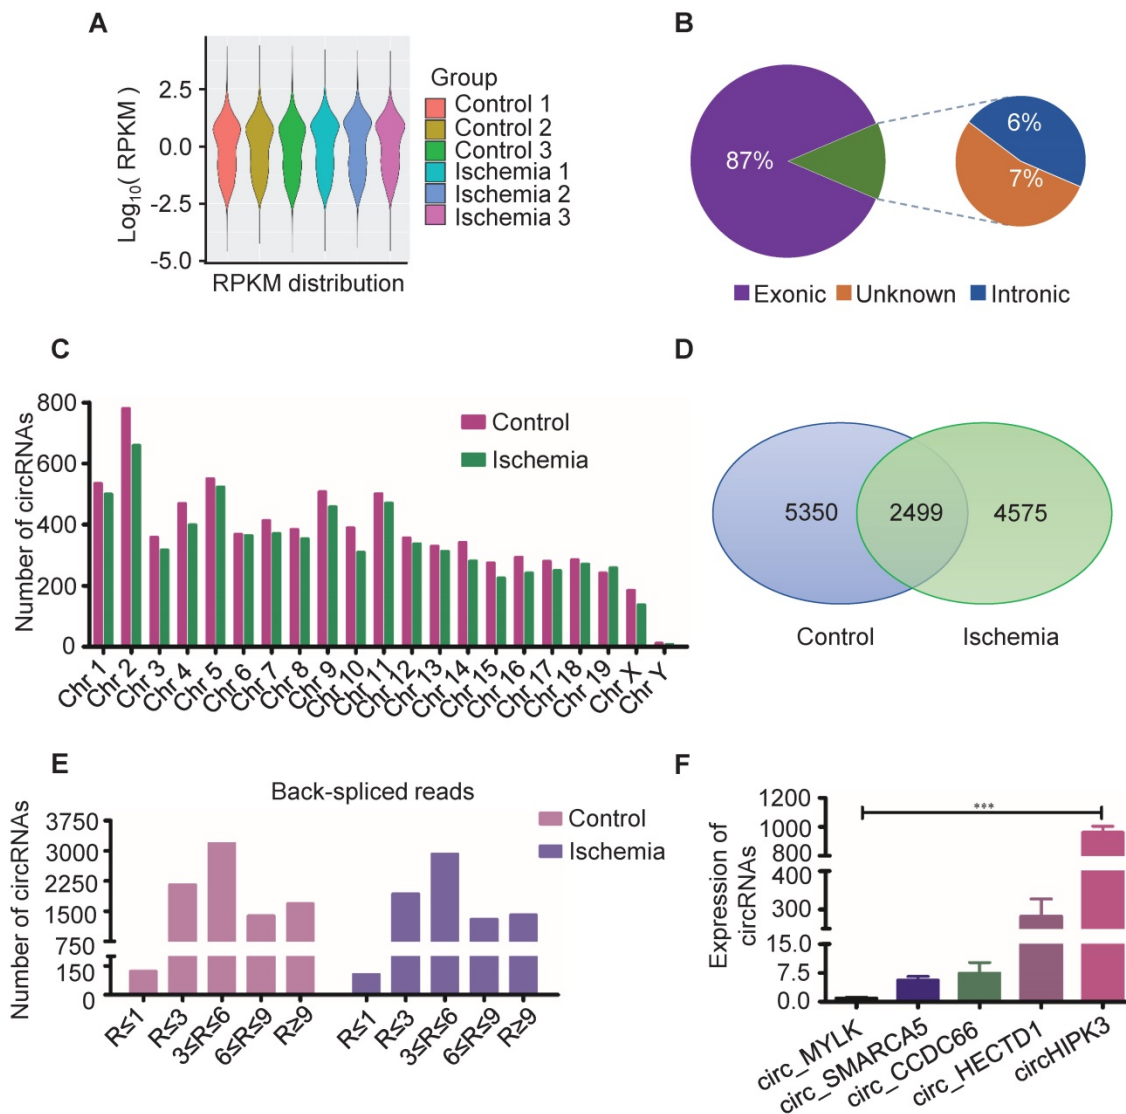 A
Log10( RPKM )
2.5
0.0
-2.5
-5.0
RPKM distribution
Group
Control 1
Control 2
Control 3
Ischemia 1
Ischemia 2
Ischemia 3
B
87%
6%
7%
Exonic Unknown Intronic
C
Number of circRNAs
800
600
400
200
0
Control
Ischemia
Chr 1 Chr 2 Chr 3 Chr 4 Chr 5 Chr 6 Chr 7 Chr 8 Chr 9 Chr 10 Chr 11 Chr 12 Chr 13 Chr 14 Chr 15 Chr 16 Chr 17 Chr 18 Chr 19 Chr X Chr Y
D
5350 2499 4575
Control Ischemia
E
Back-spliced reads
Number of circRNAs
3750
3000
2250
1500
750
150
0
Control
Ischemia
R≤1 R≤3 3≤R≤6 6≤R≤9 R≥9 R≤1 R≤3 3≤R≤6 6≤R≤9 R≥9
F
Expression of
circRNAs
1200
1000
800
400
300
15.0
7.5
0.0
***
circ_MYLK circ_SMARCA5 circ_CCDC66 circ_HECTD1 circHIPK3